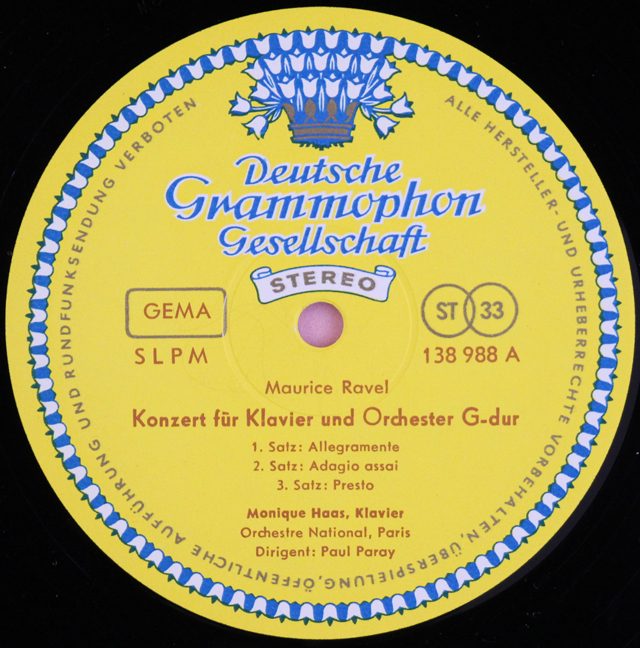 Deutsche
Grammophon
Gesellschaft
STEREO
GEMA
ST 33
SLPM
138 988 A
Maurice Ravel
Konzert für Klavier und Orchester G-dur
1. Satz: Allegramente
2. Satz: Adagio assai
3. Satz: Presto
Monique Haas, Klavier
Orchestre National, Paris
Dirigent: Paul Paray
ALLE HERSTELLER- UND URHEBERRECHTE VORBEHALTEN, ÜBERSPIELUNG, ÖFFENTLICHE AUFFÜHRUNG UND RUNDFUNKSENDUNG VERBOTEN